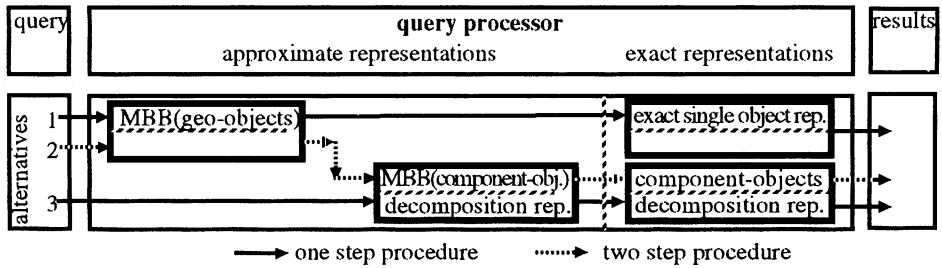 query
query processor
results
approximate representations
exact representations
alternatives
1
MBB(geo-objects)
exact single object rep.
2
MBB(component-obj.)
component-objects
3
decomposition rep.
decomposition rep.
one step procedure
two step procedure